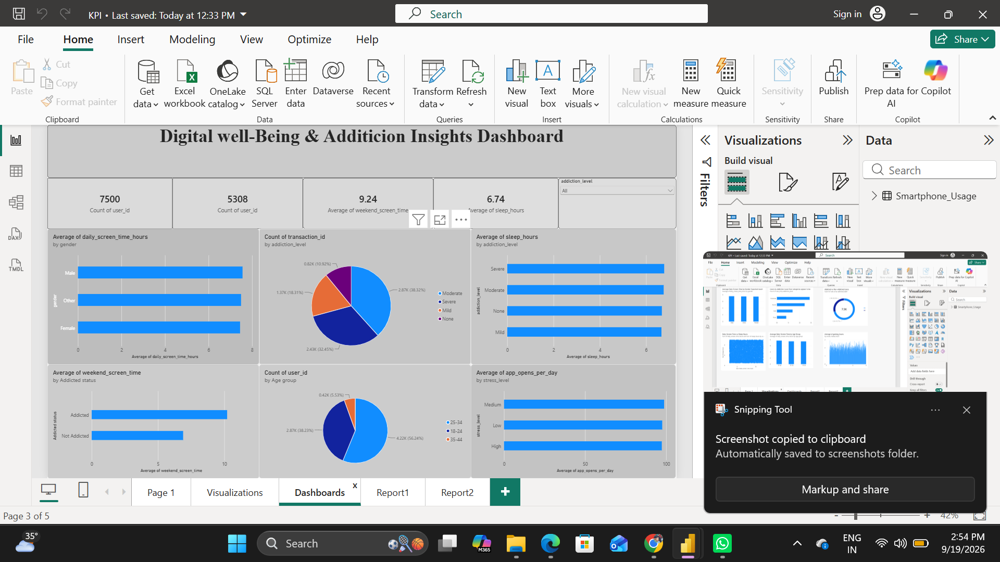 KPI • Last saved: Today at 12:33 PM
Search
Sign in
File
Home
Insert
Modeling
View
Optimize
Help
Share
Paste
Cut
Copy
Format painter
Clipboard
Get data
Excel workbook
OneLake catalog
SQL Server
Enter data
Dataverse
Recent sources
Data
Transform data
Refresh
Queries
New visual
Text box
More visuals
Insert
New visual calculation
New measure
Quick measure
Calculations
Sensitivity
Sensitivity
Publish
Share
Prep data for AI
Copilot
Copilot
Digital well-Being & Additicion Insights Dashboard
7500
Count of user_id
5308
Count of user_id
9.24
Average of weekend_screen_time
6.74
Average of sleep_hours
addiction_level
All
Average of daily_screen_time_hours
by gender
gender
Male
Other
Female
0 2 4 6 8
Average of daily_screen_time_hours
Count of transaction_id
by addiction_level
0.82K (10.92%)
1.37K (18.31%)
2.87K (38.32%)
2.43K (32.45%)
Moderate
Severe
Mild
None
Average of sleep_hours
by addiction_level
addiction_level
Severe
Moderate
None
Mild
0 2 4 6
Average of sleep_hours
Average of weekend_screen_time
by Addicted status
Addicted status
Addicted
Not Addicted
0 5 10
Average of weekend_screen_time
Count of user_id
by Age group
0.42K (5.53%)
2.87K (38.23%)
4.22K (56.24%)
25-34
18-24
35-44
Average of app_opens_per_day
by stress_level
stress_level
Medium
Low
High
0 50 100
Average of app_opens_per_day
Filters
Visualizations
Build visual
Data
Search
Smartphone_Usage
Snipping Tool
Screenshot copied to clipboard
Automatically saved to screenshots folder.
Markup and share
Page 1
Visualizations
Dashboards
x
Report1
Report2
+
Page 3 of 5
- + 42%
35°
Search
M365
ENG
IN
2:54 PM
9/19/2026
DAX
TMDL